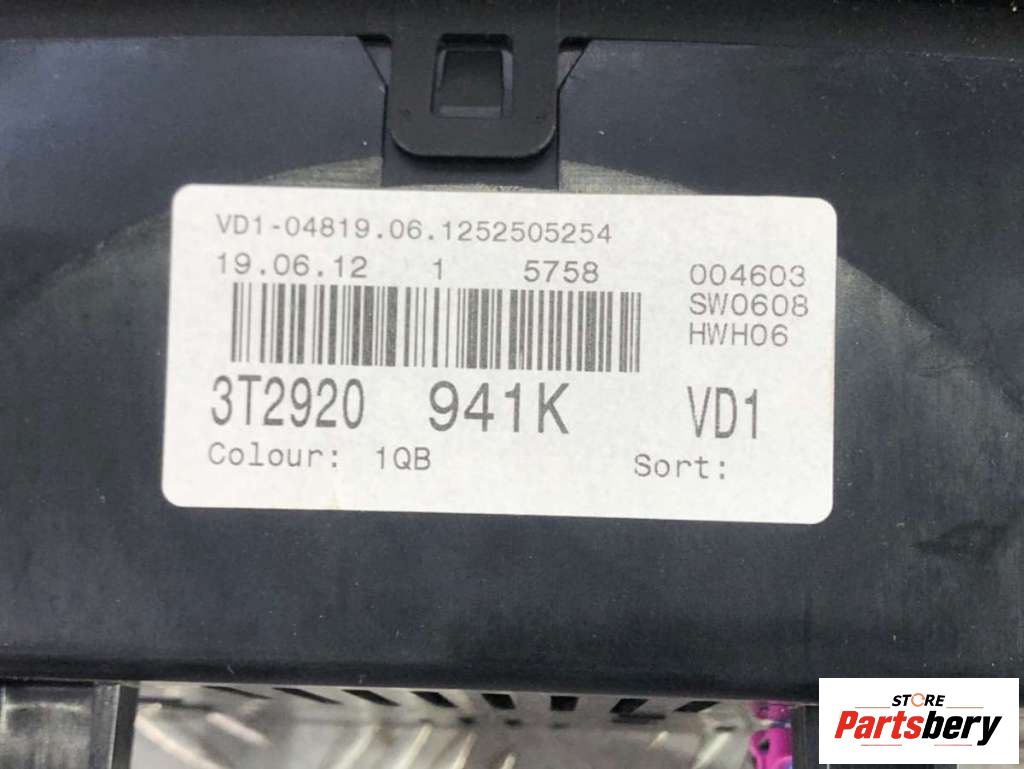 VD1-04819.06.1252505254
19.06.12 1 5758 004603
SW0608
HWH06
3T2920 941K VD1
Colour: 1QB Sort:
STORE
Partsbery